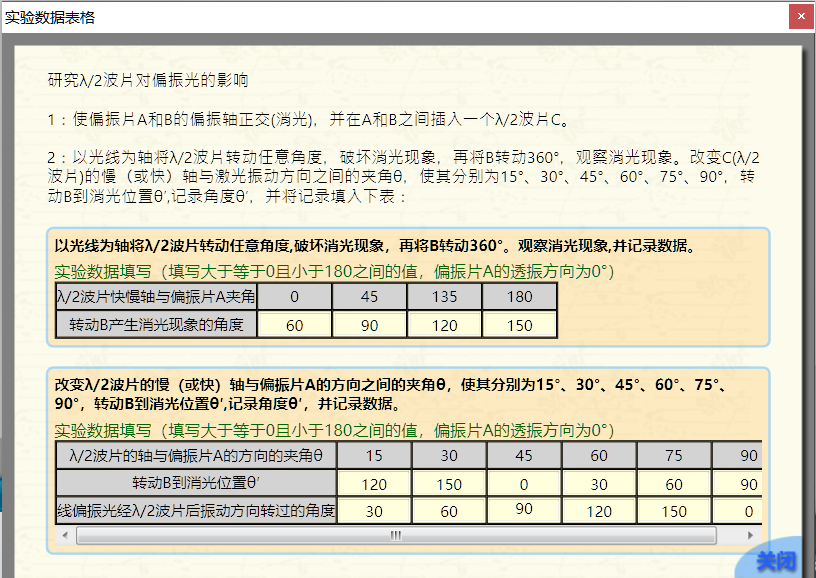 实验数据表格
研究λ/2波片对偏振光的影响
1：使偏振片A和B的偏振轴正交(消光)，并在A和B之间插入一个λ/2波片C。
2：以光线为轴将λ/2波片转动任意角度，破坏消光现象，再将B转动360°，观察消光现象。改变C(λ/2
波片)的慢（或快）轴与激光振动方向之间的夹角θ，使其分别为15°、30°、45°、60°、75°、90°，转
动B到消光位置θ′,记录角度θ′，并将记录填入下表：
以光线为轴将λ/2波片转动任意角度,破坏消光现象，再将B转动360°。观察消光现象,并记录数据。
实验数据填写（填写大于等于0且小于180之间的值，偏振片A的透振方向为0°）
λ/2波片快慢轴与偏振片A夹角 0 45 135 180
转动B产生消光现象的角度 60 90 120 150
改变λ/2波片的慢（或快）轴与偏振片A的方向之间的夹角θ，使其分别为15°、30°、45°、60°、75°、
90°，转动B到消光位置θ′,记录角度θ′，并记录数据。
实验数据填写（填写大于等于0且小于180之间的值，偏振片A的透振方向为0°）
λ/2波片的轴与偏振片A的方向的夹角θ 15 30 45 60 75 90
转动B到消光位置θ′ 120 150 0 30 60 90
线偏振光经λ/2波片后振动方向转过的角度 30 60 90 120 150 0
关闭